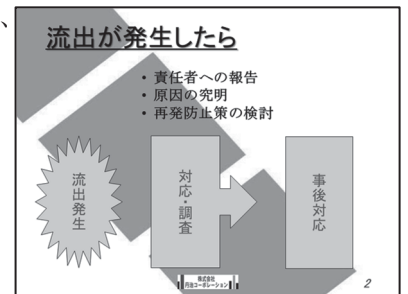 、
流出が発生したら
・ 責任者への報告
・ 原因の究明
・ 再発防止策の検討
流出発生
対応・調査
事後対応
株式会社
円治コーポレーション
2